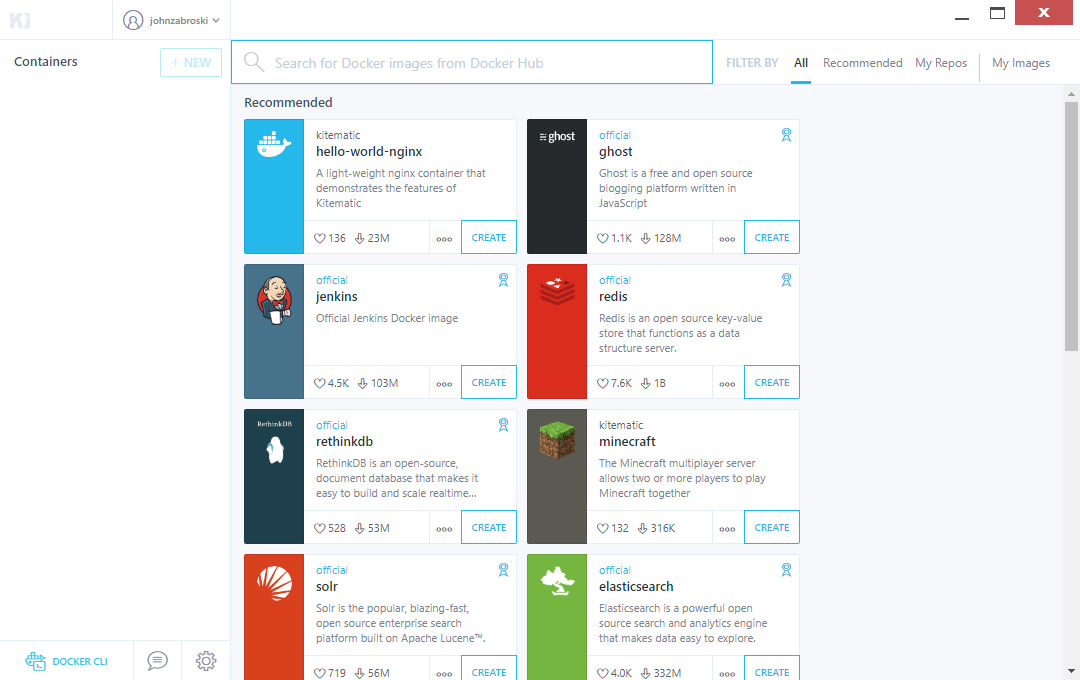 johnzabroski
Containers
+ NEW
Search for Docker images from Docker Hub
FILTER BY
All
Recommended
My Repos
My Images
Recommended
kitematic
hello-world-nginx
A light-weight nginx container that
demonstrates the features of
Kitematic
136
23M
CREATE
ghost
official
ghost
Ghost is a free and open source
blogging platform written in
JavaScript
1.1K
128M
CREATE
official
jenkins
Official Jenkins Docker image
4.5K
103M
CREATE
official
redis
Redis is an open source key-value
store that functions as a data
structure server.
7.6K
1B
CREATE
RethinkDB
official
rethinkdb
RethinkDB is an open-source,
document database that makes it
easy to build and scale realtime...
528
53M
CREATE
kitematic
minecraft
The Minecraft multiplayer server
allows two or more players to play
Minecraft together
132
316K
CREATE
official
solr
Solr is the popular, blazing-fast,
open source enterprise search
platform built on Apache Lucene™.
719
56M
CREATE
official
elasticsearch
Elasticsearch is a powerful open
source search and analytics engine
that makes data easy to explore.
4.0K
332M
CREATE
DOCKER CLI